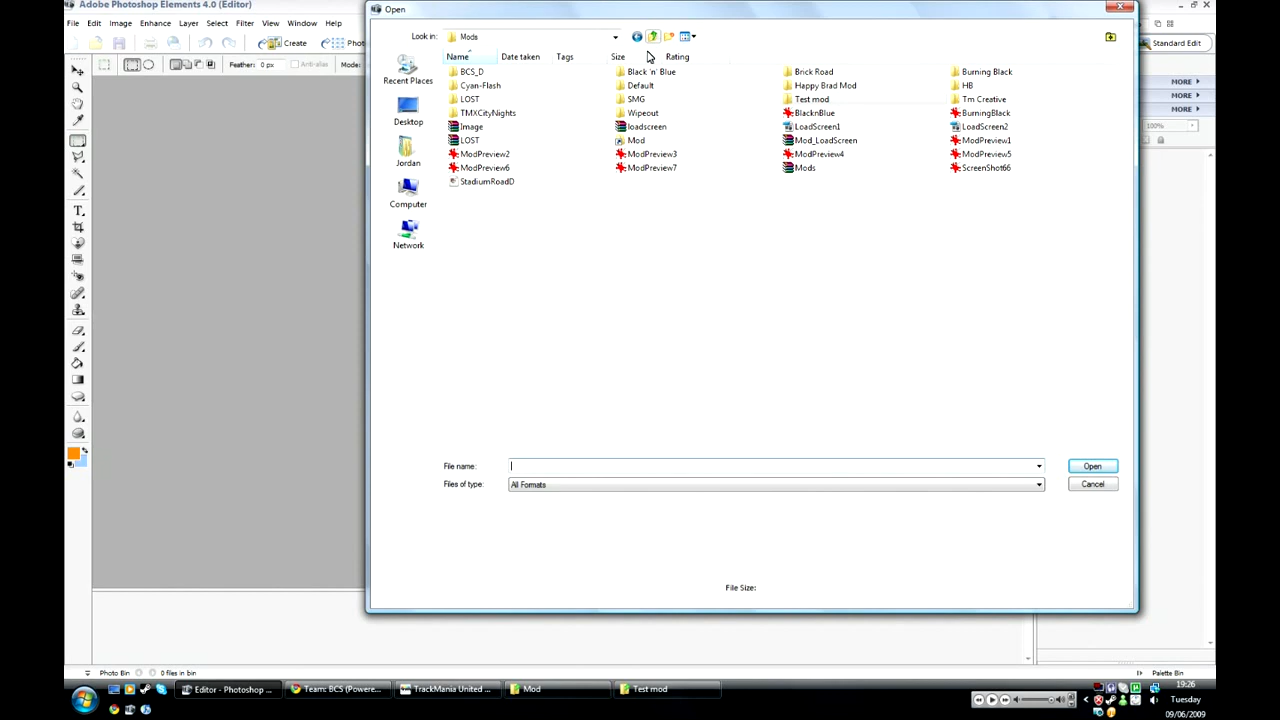 Adobe Photoshop Elements 4.0 (Editor)
File Edit Image Enhance Layer Select Filter View Window Help
Create
Standard Edit
Feather: 0 px Anti-alias Mode:
Open
Look in: Mods
Name Date taken Tags Size Rating
Recent Places
Desktop
Jordan
Computer
Network
BCS_D Black 'n' Blue Brick Road Burning Black
Cyan-Flash Default Happy Brad Mod HB
LOST SMG Test mod Tm Creative
TMXCityNights Wipeout BlacknBlue BurningBlack
Image loadscreen LoadScreen1 LoadScreen2
LOST Mod Mod_LoadScreen ModPreview1
ModPreview2 ModPreview3 ModPreview4 ModPreview5
ModPreview6 ModPreview7 Mods ScreenShot66
StadiumRoadD
File name: Open
Files of type: All Formats Cancel
File Size:
MORE
MORE
MORE
100%
Photo Bin 0 files in bin Palette Bin
Editor - Photoshop ... Team: BCS (Powere... TrackMania United ... Mod Test mod
19:26
Tuesday
09/06/2009